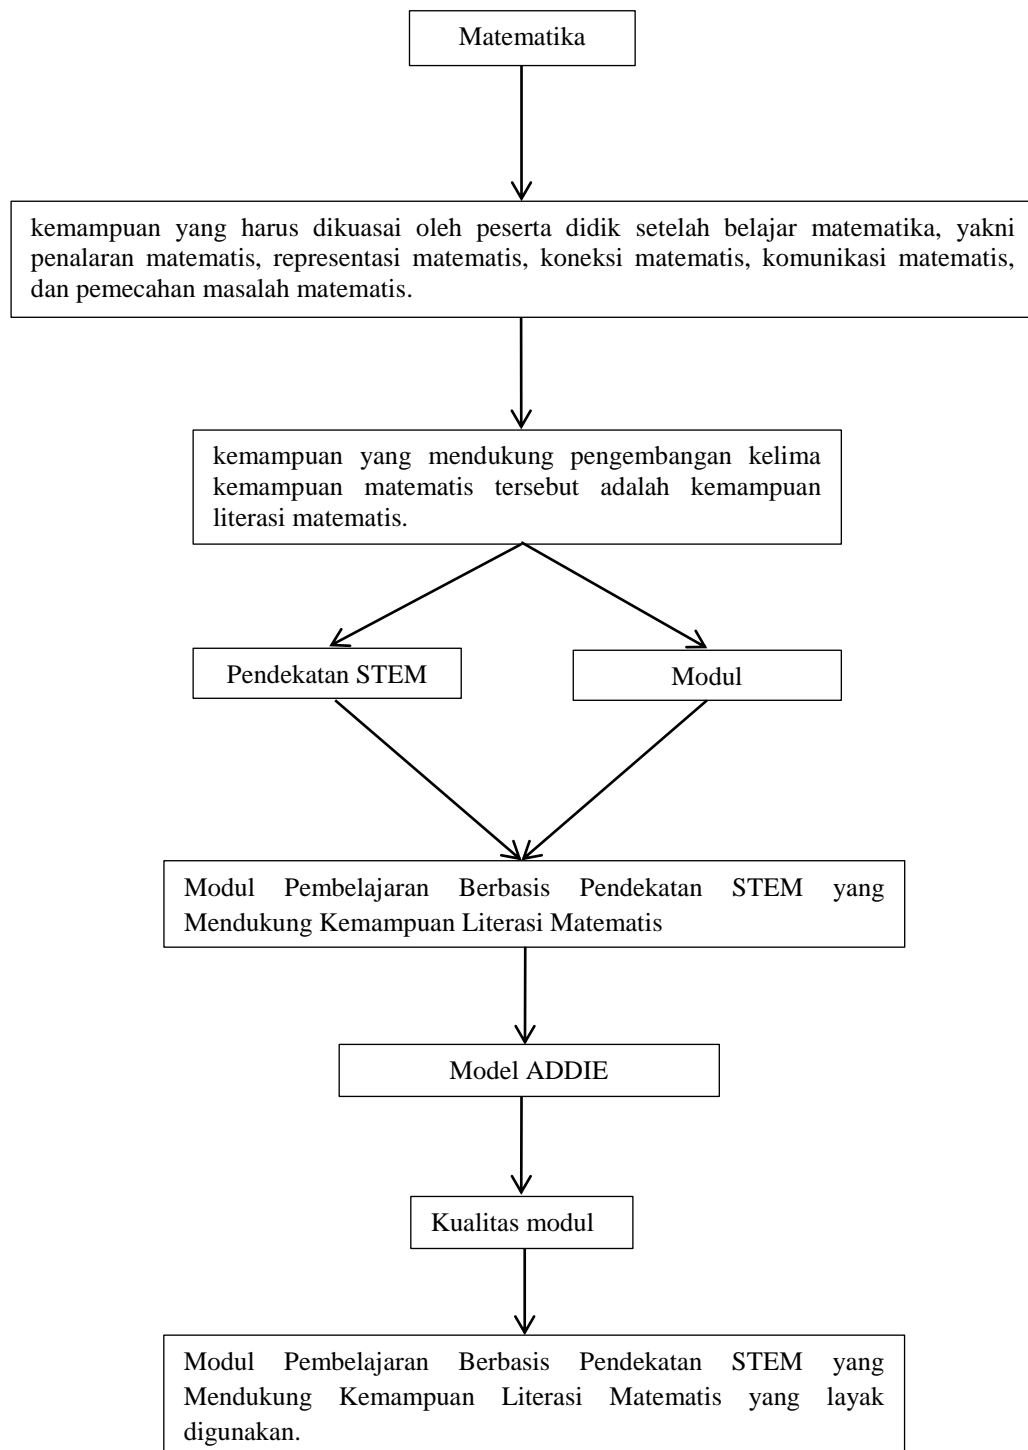 Matematika
kemampuan yang harus dikuasai oleh peserta didik setelah belajar matematika, yakni
penalaran matematis, representasi matematis, koneksi matematis, komunikasi matematis,
dan pemecahan masalah matematis.
kemampuan yang mendukung pengembangan kelima
kemampuan matematis tersebut adalah kemampuan
literasi matematis.
Pendekatan STEM
Modul
Modul Pembelajaran Berbasis Pendekatan STEM yang
Mendukung Kemampuan Literasi Matematis
Model ADDIE
Kualitas modul
Modul Pembelajaran Berbasis Pendekatan STEM yang
Mendukung Kemampuan Literasi Matematis yang layak
digunakan.